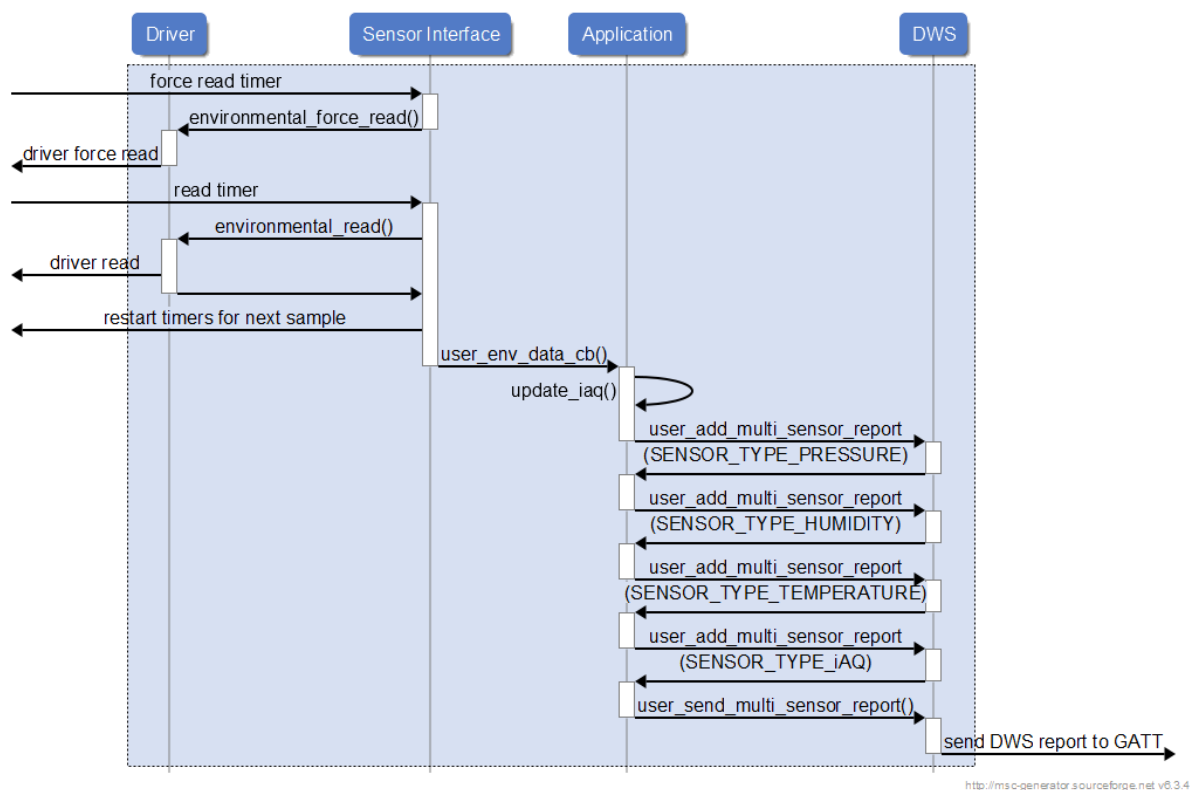 Driver
Sensor Interface
Application
DWS
force read timer
environmental_force_read()
driver force read
read timer
environmental_read()
driver read
restart timers for next sample
user_env_data_cb()
update_iaq()
user_add_multi_sensor_report
(SENSOR_TYPE_PRESSURE)
user_add_multi_sensor_report
(SENSOR_TYPE_HUMIDITY)
user_add_multi_sensor_report
(SENSOR_TYPE_TEMPERATURE)
user_add_multi_sensor_report
(SENSOR_TYPE_iAQ)
user_send_multi_sensor_report()
send DWS report to GATT
http://msc-generator.sourceforge.net v6.3.4